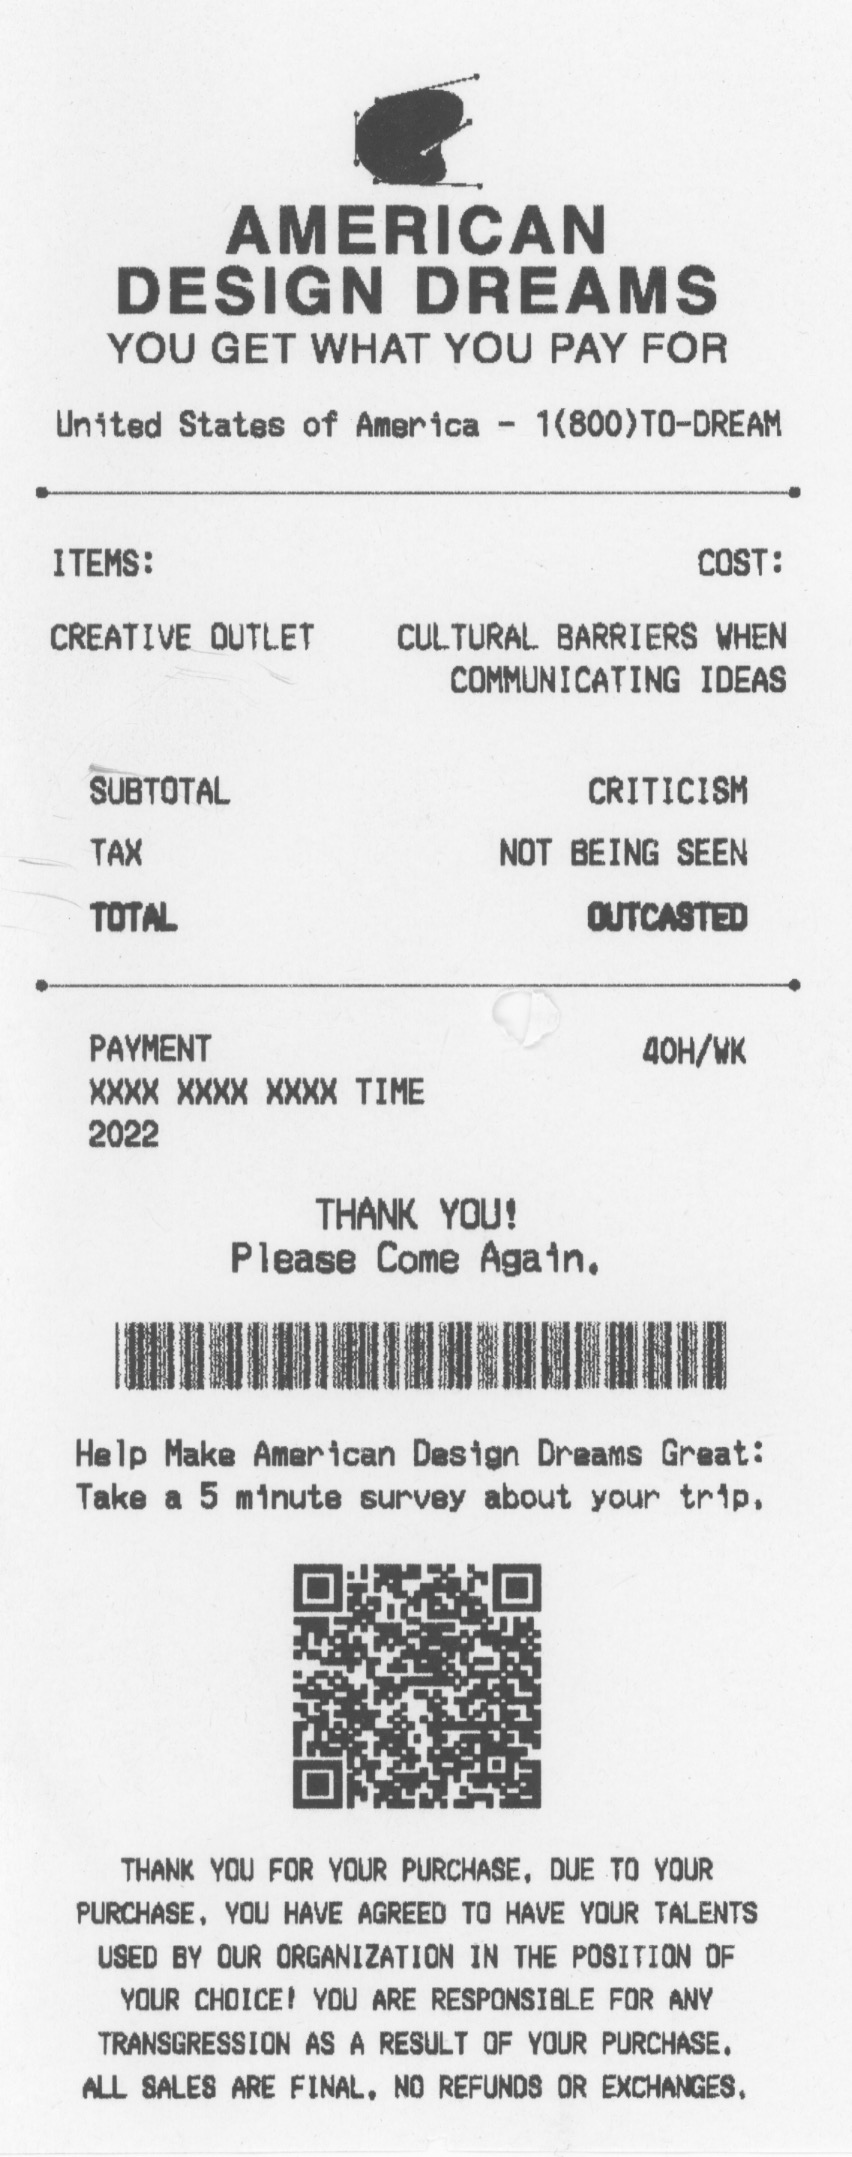 AMERICAN
DESIGN DREAMS
YOU GET WHAT YOU PAY FOR
United States of America - 1(800)TO-DREAM
ITEMS: COST:
CREATIVE OUTLET CULTURAL BARRIERS WHEN
COMMUNICATING IDEAS
SUBTOTAL CRITICISM
TAX NOT BEING SEEN
TOTAL OUTCASTED
PAYMENT 40H/WK
XXXX XXXX XXXX TIME
2022
THANK YOU!
Please Come Again.
Help Make American Design Dreams Great:
Take a 5 minute survey about your trip.
THANK YOU FOR YOUR PURCHASE, DUE TO YOUR
PURCHASE, YOU HAVE AGREED TO HAVE YOUR TALENTS
USED BY OUR ORGANIZATION IN THE POSITION OF
YOUR CHOICE! YOU ARE RESPONSIBLE FOR ANY
TRANSGRESSION AS A RESULT OF YOUR PURCHASE.
ALL SALES ARE FINAL. NO REFUNDS OR EXCHANGES.